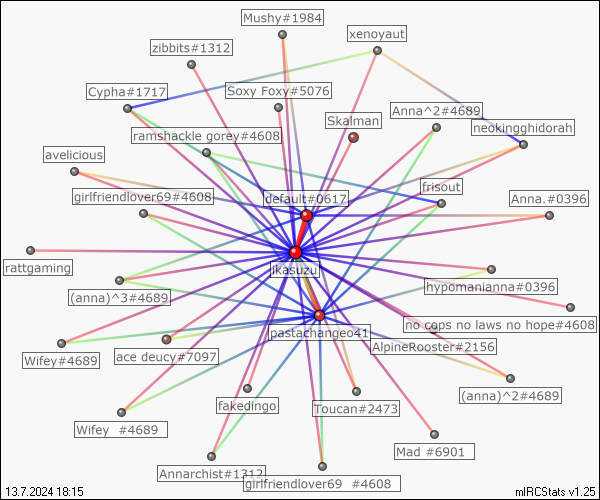 Mushy#1984
xenoyaut
zibbits#1312
Cypha#1717
Soxy Foxy#5076
Skalman
Anna^2#4689
neokingghidorah
ramshackle gorey#4608
avelicious
girlfriendlover69#4608
default#0617
frisout
Anna.#0396
rattgaming
ikasuzu
hypomanianna#0396
(anna)^3#4689
no cops no laws no hope#4608
pastachangeo41
AlpineRooster#2156
Wifey#4689
ace deucy#7097
(anna)^2#4689
fakedingo
Toucan#2473
Wifey #4689
Mad #6901
Annarchist#1312
girlfriendlover69 #4608
13.7.2024 18:15
mIRCStats v1.25